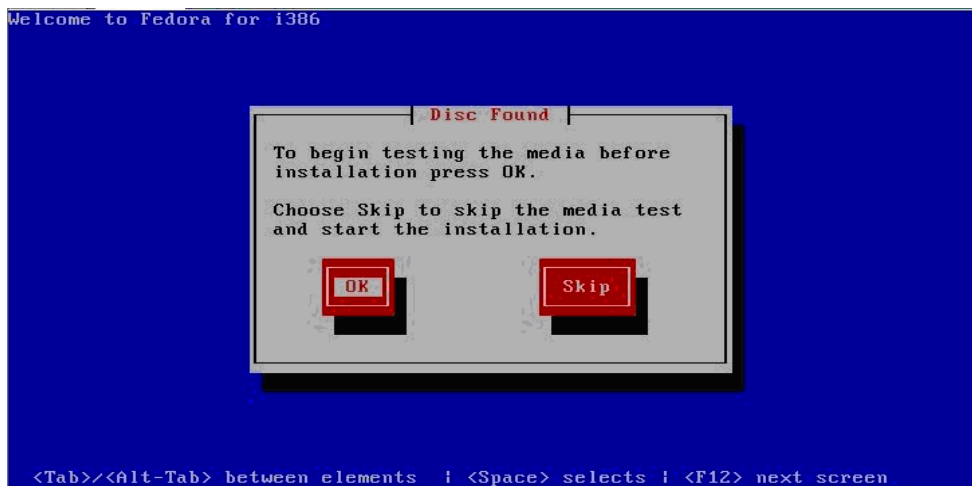 Welcome to Fedora for i386
Disc Found
To begin testing the media before
installation press OK.
Choose Skip to skip the media test
and start the installation.
OK Skip
<Tab>/<Alt-Tab> between elements | <Space> selects | <F12> next screen